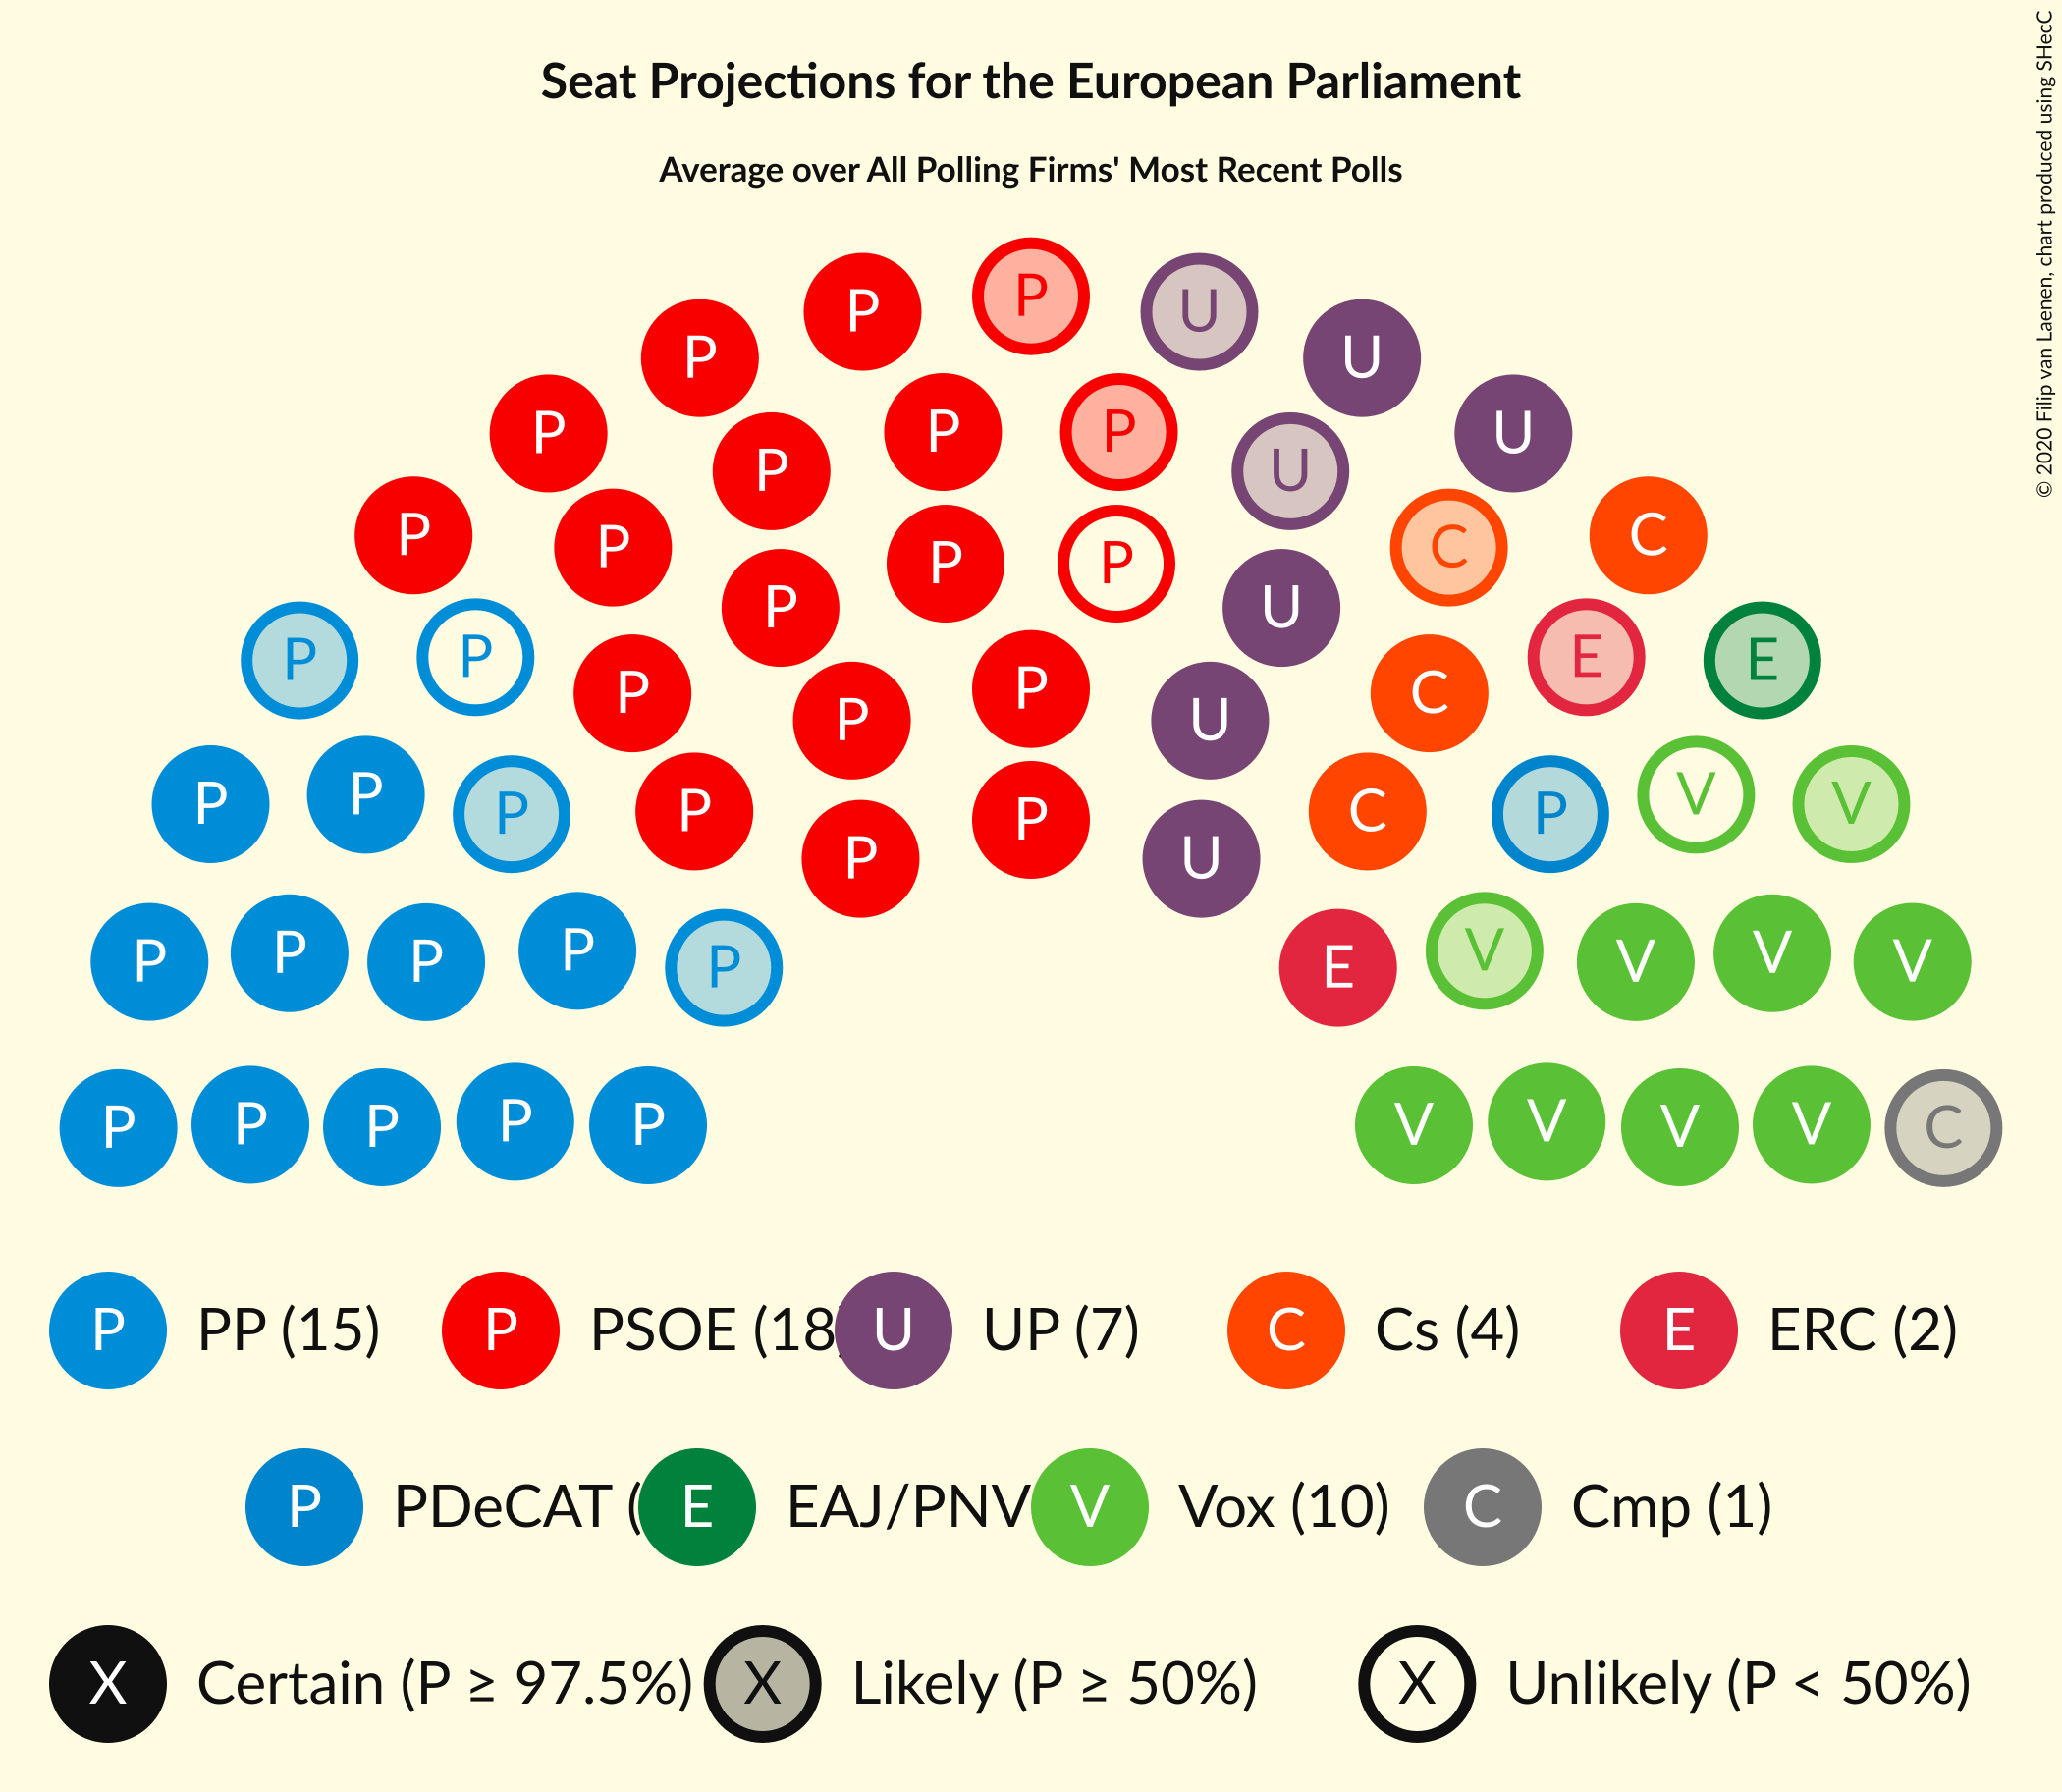 Seat Projections for the European Parliament
Average over All Polling Firms' Most Recent Polls
© 2020 Filip van Laenen, chart produced using SHecC
P
P U
P U
P P P U
P U
P C
P C
P P
P U
P P E E
P P C
P U
P P P P P C P V V
P U
P P P P P E V V V V
P P P P P V V V V C
P PP (15) P PSOE (18 U UP (7) C Cs (4) E ERC (2)
P PDeCAT ( E EAJ/PNV V Vox (10) C Cmp (1)
X Certain (P ≥ 97.5%) X Likely (P ≥ 50%) X Unlikely (P < 50%)